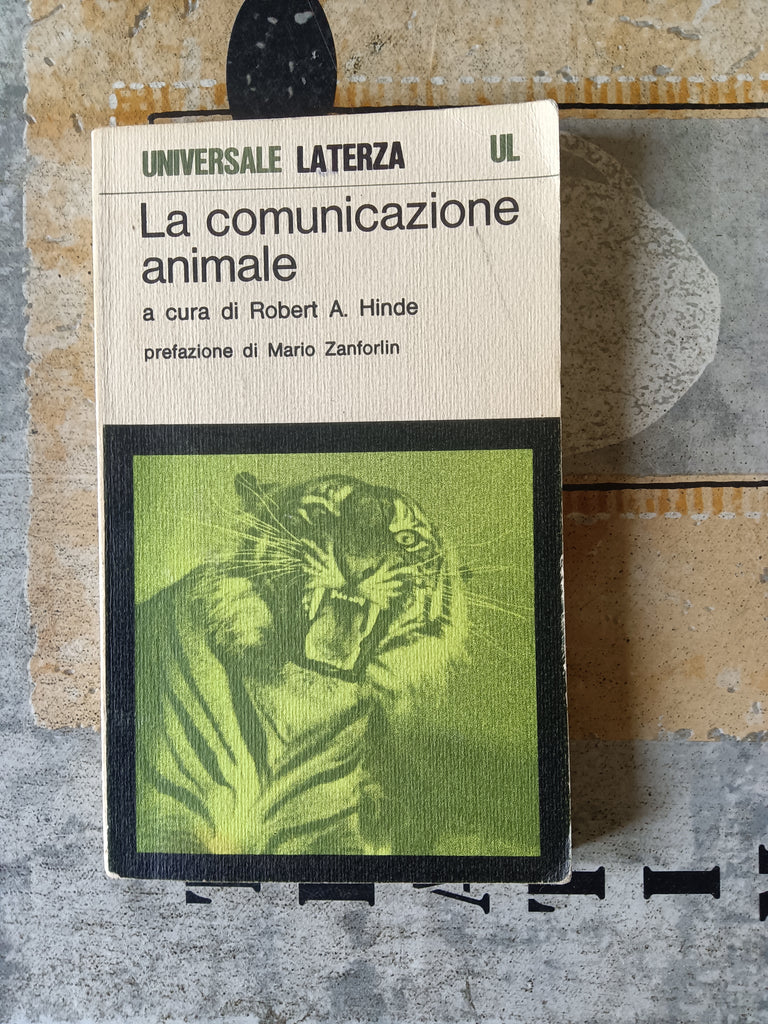 UNIVERSALE LATERZA UL
La comunicazione
animale
a cura di Robert A. Hinde
prefazione di Mario Zanforlin